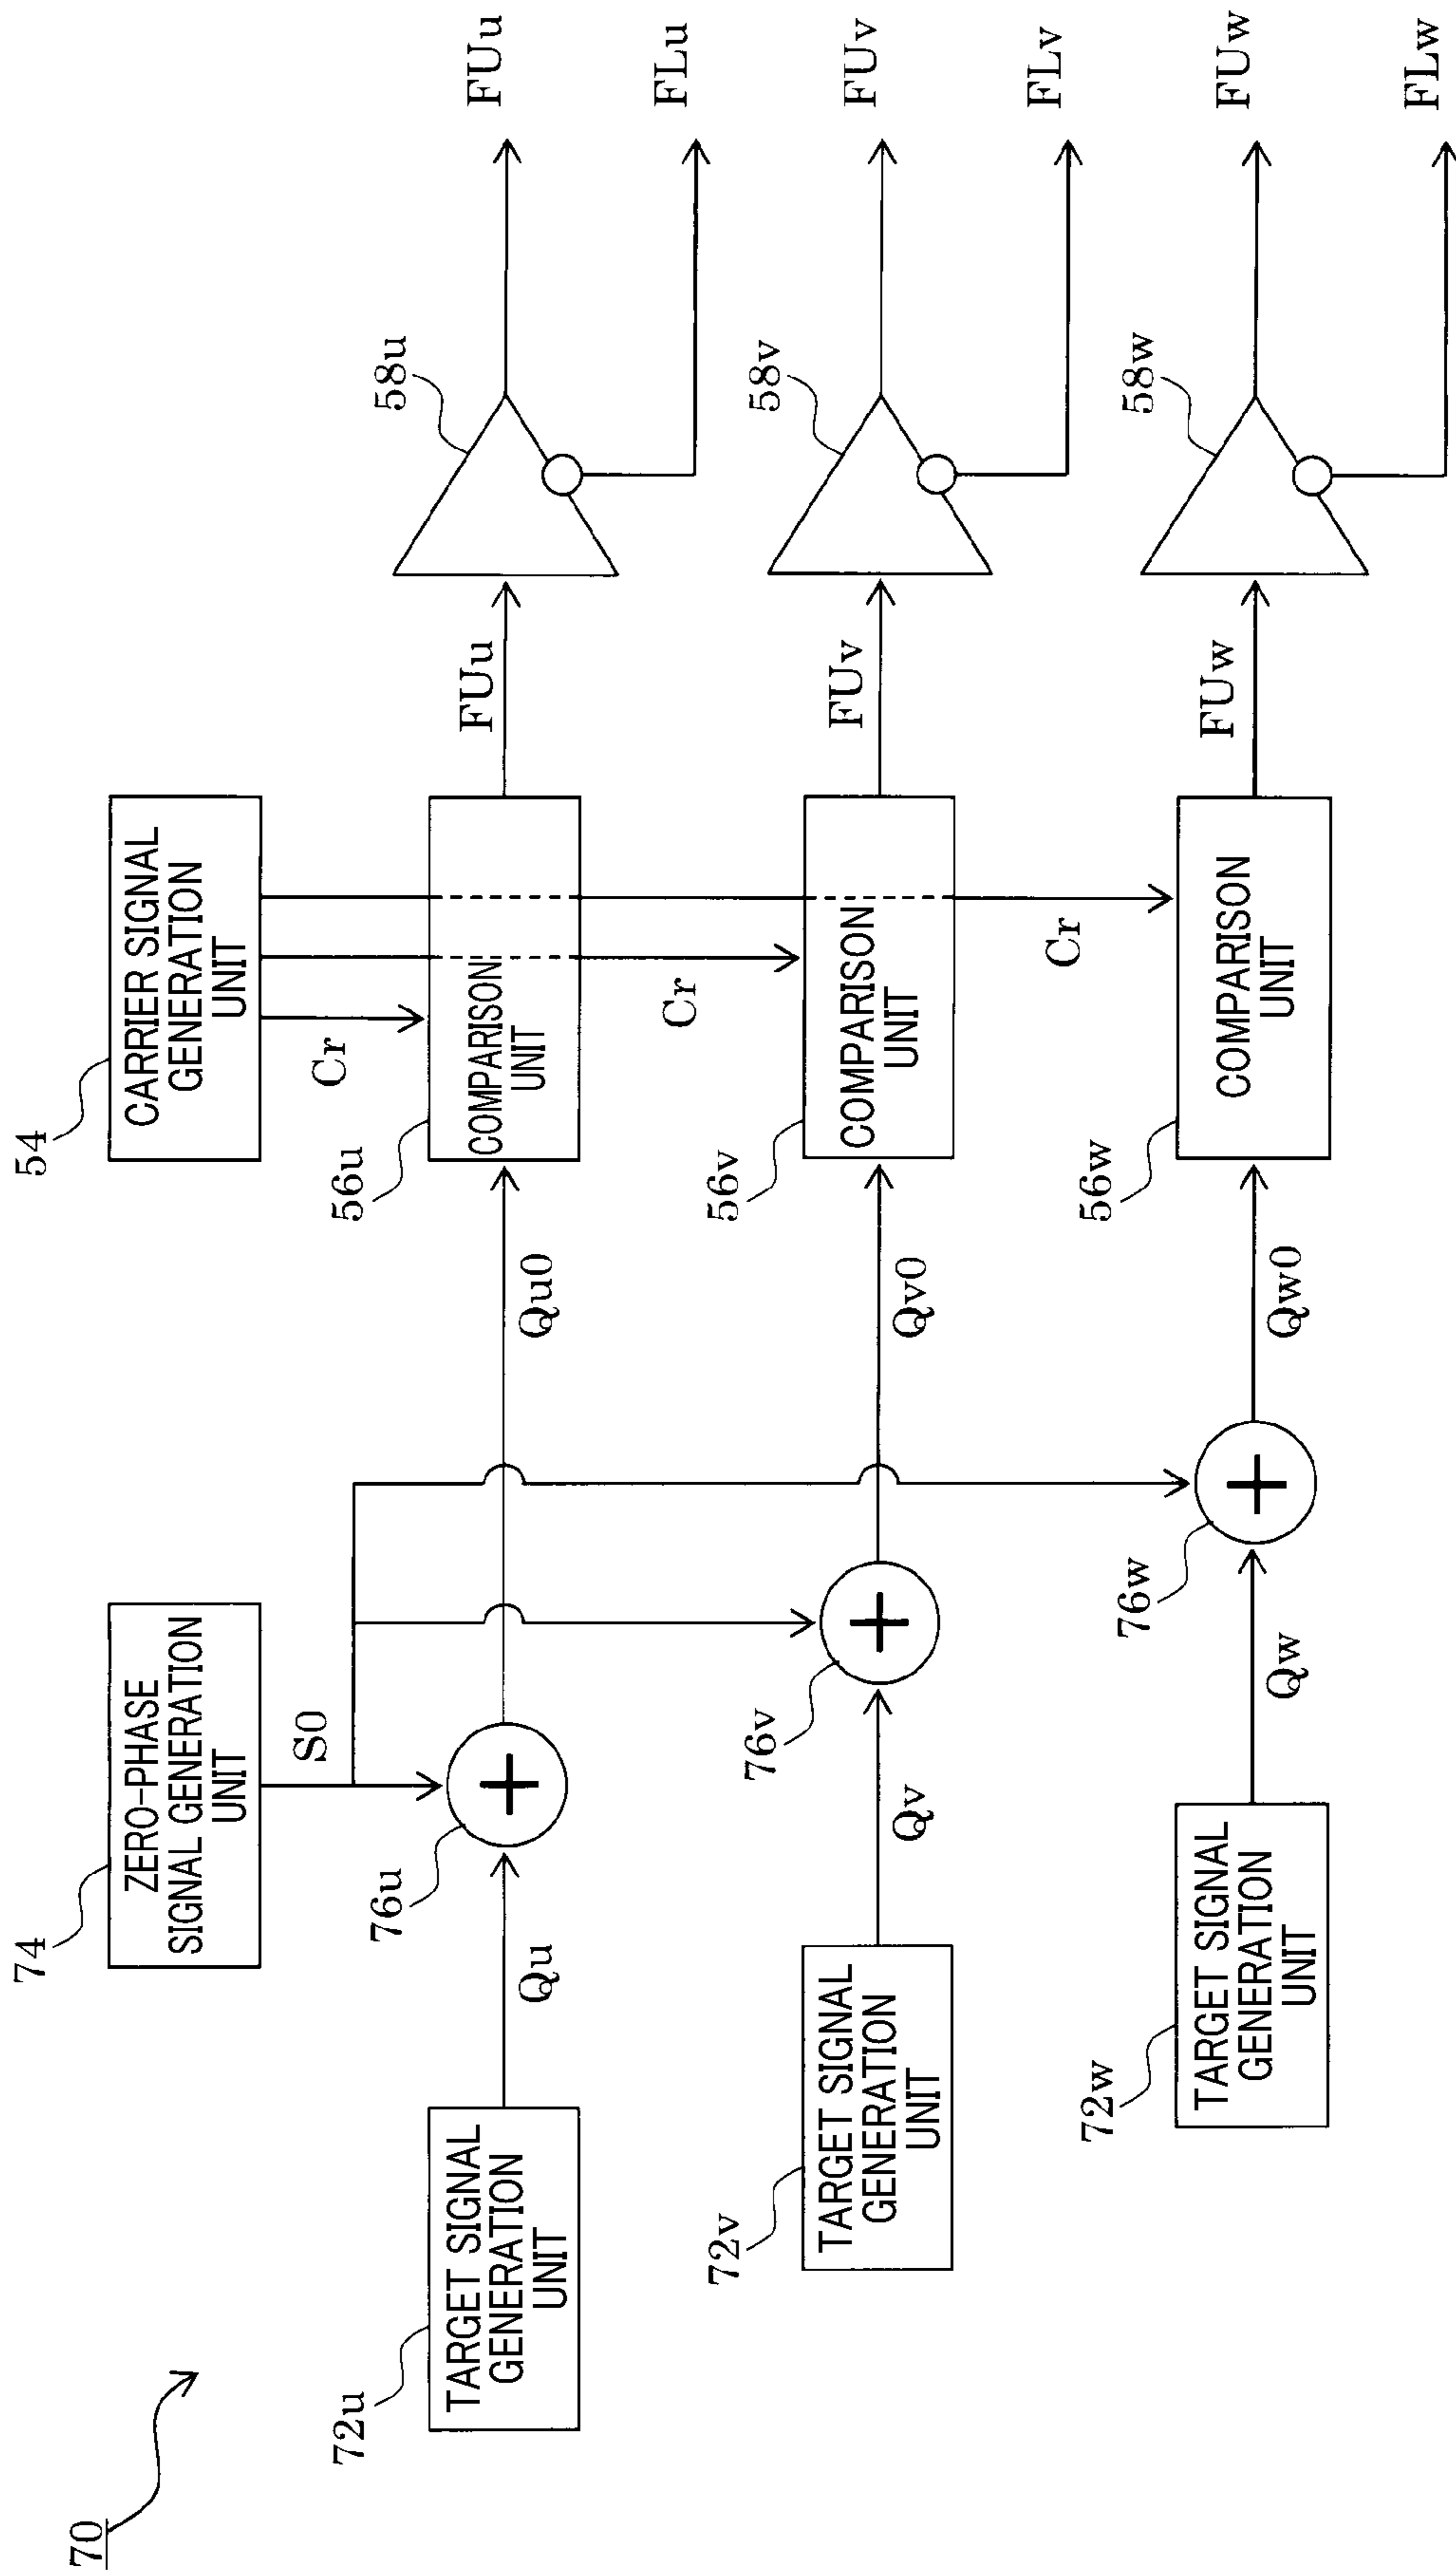 70
74
ZERO-PHASE
SIGNAL GENERATION
UNIT
S0
54
CARRIER SIGNAL
GENERATION
UNIT
Cr
72u
TARGET SIGNAL
GENERATION
UNIT
Qu
76u
+
Qu0
56u
COMPARISON
UNIT
FUu
58u
FUu
FLu
Cr
72v
TARGET SIGNAL
GENERATION
UNIT
Qv
76v
+
Qv0
56v
COMPARISON
UNIT
FUv
58v
FUv
FLv
Cr
72w
TARGET SIGNAL
GENERATION
UNIT
Qw
76w
+
Qw0
56w
COMPARISON
UNIT
FUw
58w
FUw
FLw